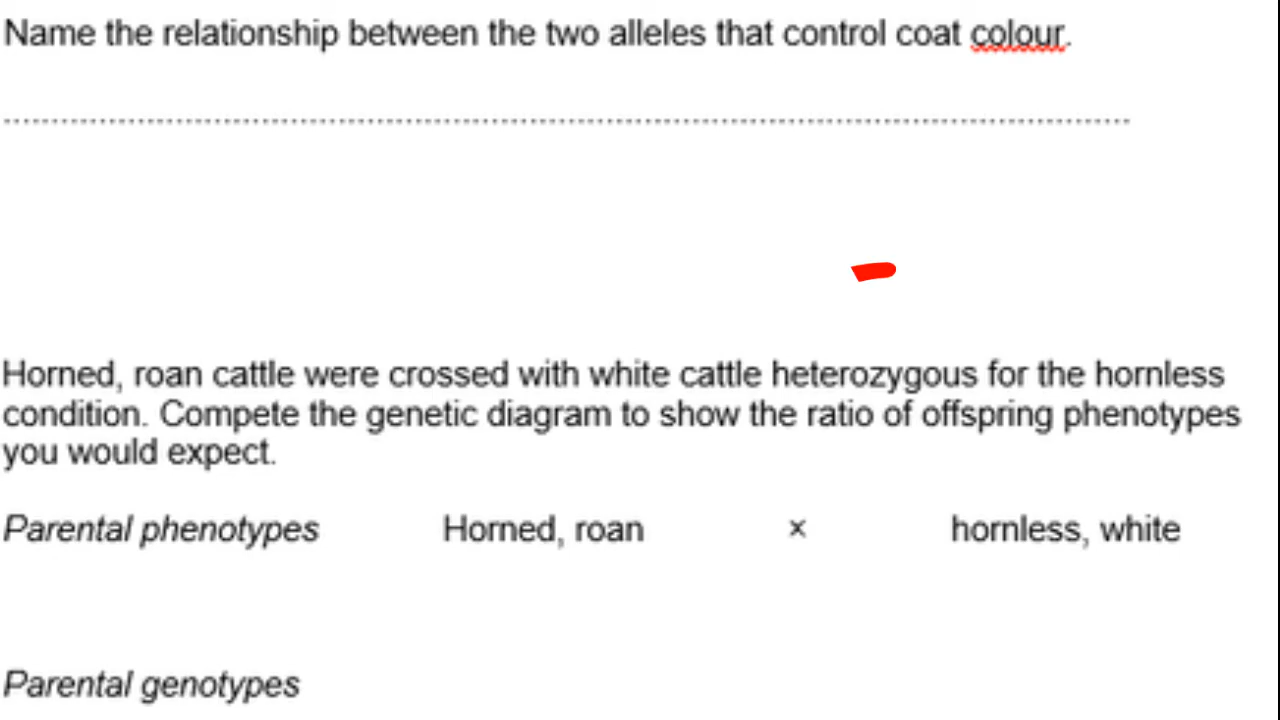 Name the relationship between the two alleles that control coat colour.
Horned, roan cattle were crossed with white cattle heterozygous for the hornless
condition. Compete the genetic diagram to show the ratio of offspring phenotypes
you would expect.
Parental phenotypes Horned, roan × hornless, white
Parental genotypes